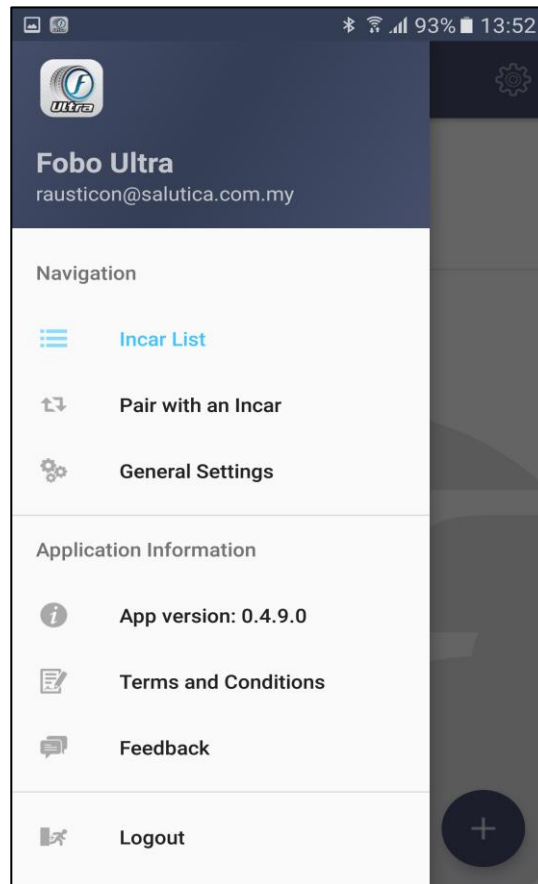 93% 13:52
F
Ultra
Fobo Ultra
rausticon@salutica.com.my
Navigation
Incar List
Pair with an Incar
General Settings
Application Information
App version: 0.4.9.0
Terms and Conditions
Feedback
Logout